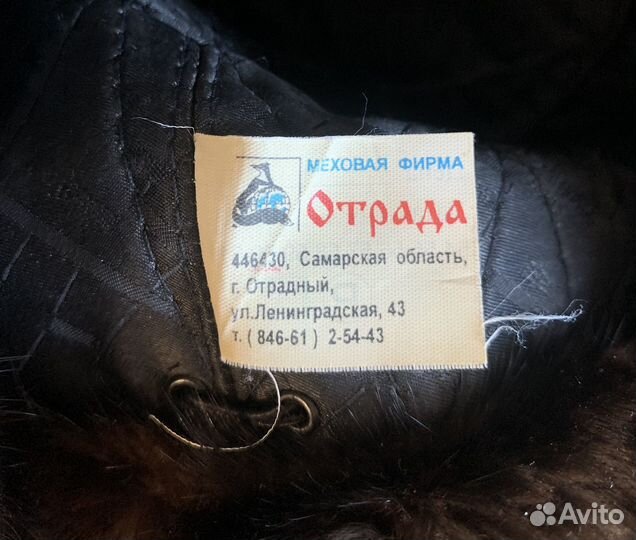 МЕХОВАЯ ФИРМА
Отрада
446430, Самарская область,
г. Отрадный,
ул.Ленинградская, 43
т. ( 846-61 ) 2-54-43
Avito